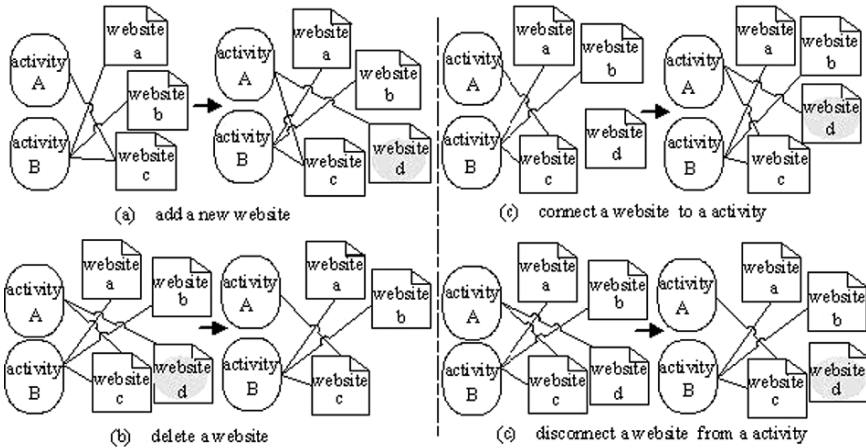 activity
A
activity
B
website
a
website
b
website
c
activity
A
activity
B
website
a
website
b
website
c
website
d
(a) add a new website
activity
A
activity
B
website
a
website
b
website
c
website
d
activity
A
activity
B
website
a
website
b
website
c
website
d
(c) connect a website to a activity
activity
A
activity
B
website
a
website
b
website
c
website
d
activity
A
activity
B
website
a
website
b
website
c
(b) delete a website
activity
A
activity
B
website
a
website
b
website
c
website
d
activity
A
activity
B
website
a
website
b
website
c
website
d
(c) disconnect a website from a activity